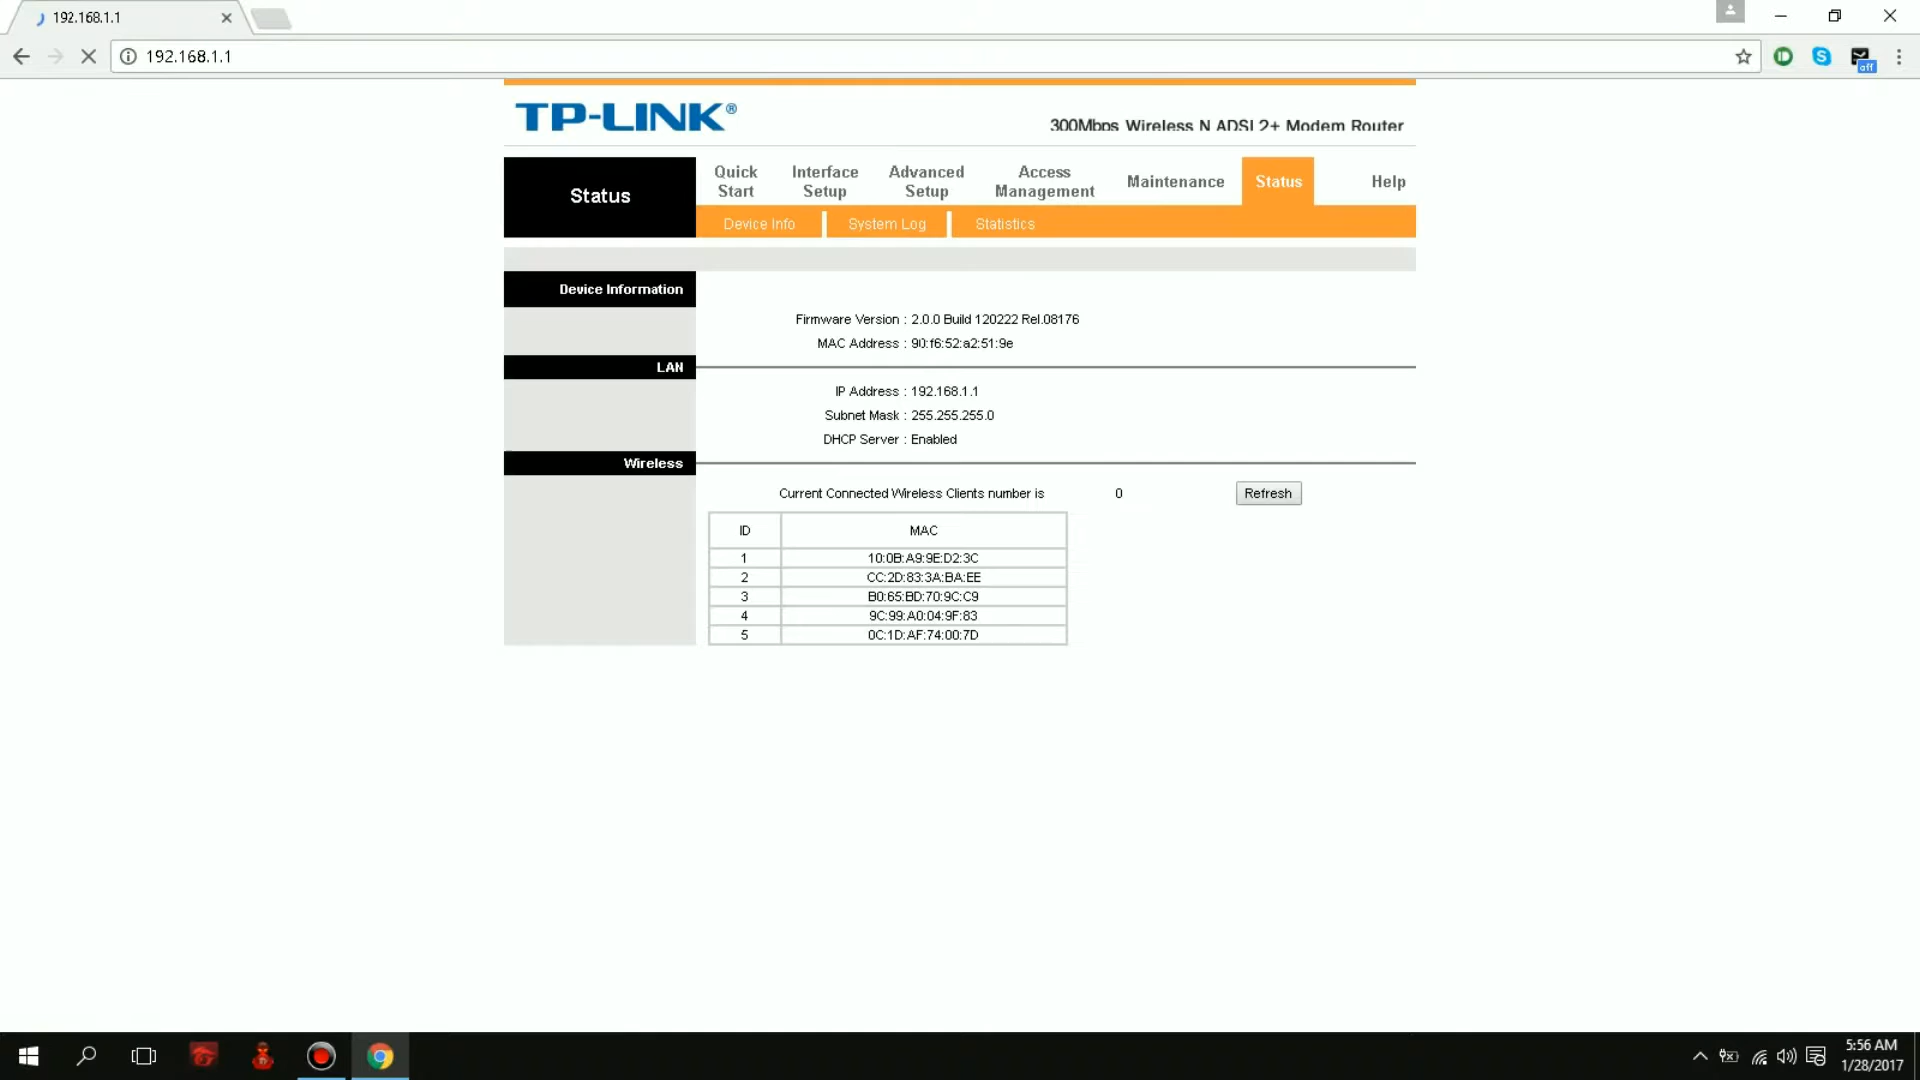 192.168.1.1
192.168.1.1
off
TP-LINK®
300Mbps Wireless N ADSL2+ Modem Router
Status
Quick Start
Interface Setup
Advanced Setup
Access Management
Maintenance
Status
Help
Device Info
System Log
Statistics
Device Information
Firmware Version : 2.0.0 Build 120222 Rel.08176
MAC Address : 90:f6:52:a2:51:9e
LAN
IP Address : 192.168.1.1
Subnet Mask : 255.255.255.0
DHCP Server : Enabled
Wireless
Current Connected Wireless Clients number is 0 Refresh
ID MAC
1 10:0B:A9:9E:D2:3C
2 CC:2D:83:3A:BA:EE
3 B0:65:BD:70:9C:C9
4 9C:99:A0:04:9F:83
5 0C:1D:AF:74:00:7D
5:56 AM
1/28/2017